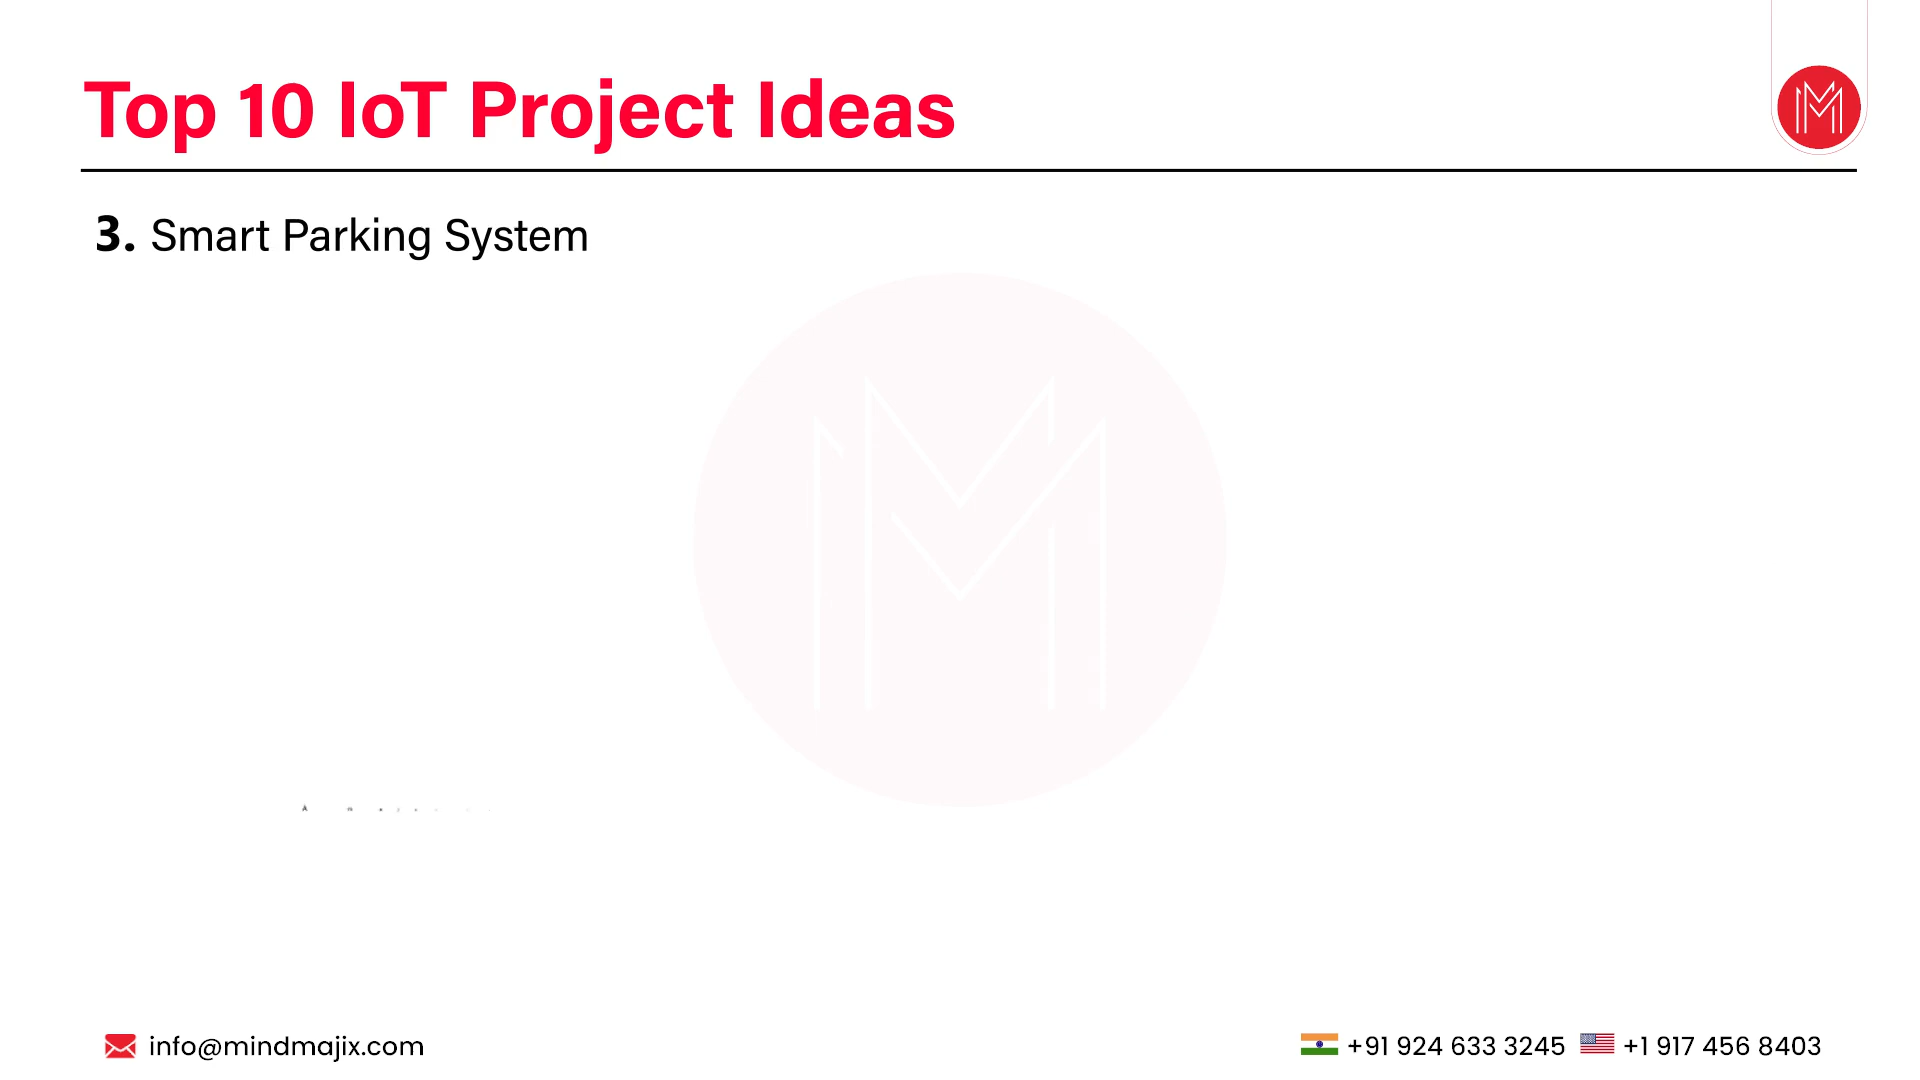 Top 10 IoT Project Ideas
3. Smart Parking System
info@mindmajix.com
+91 924 633 3245 +1 917 456 8403